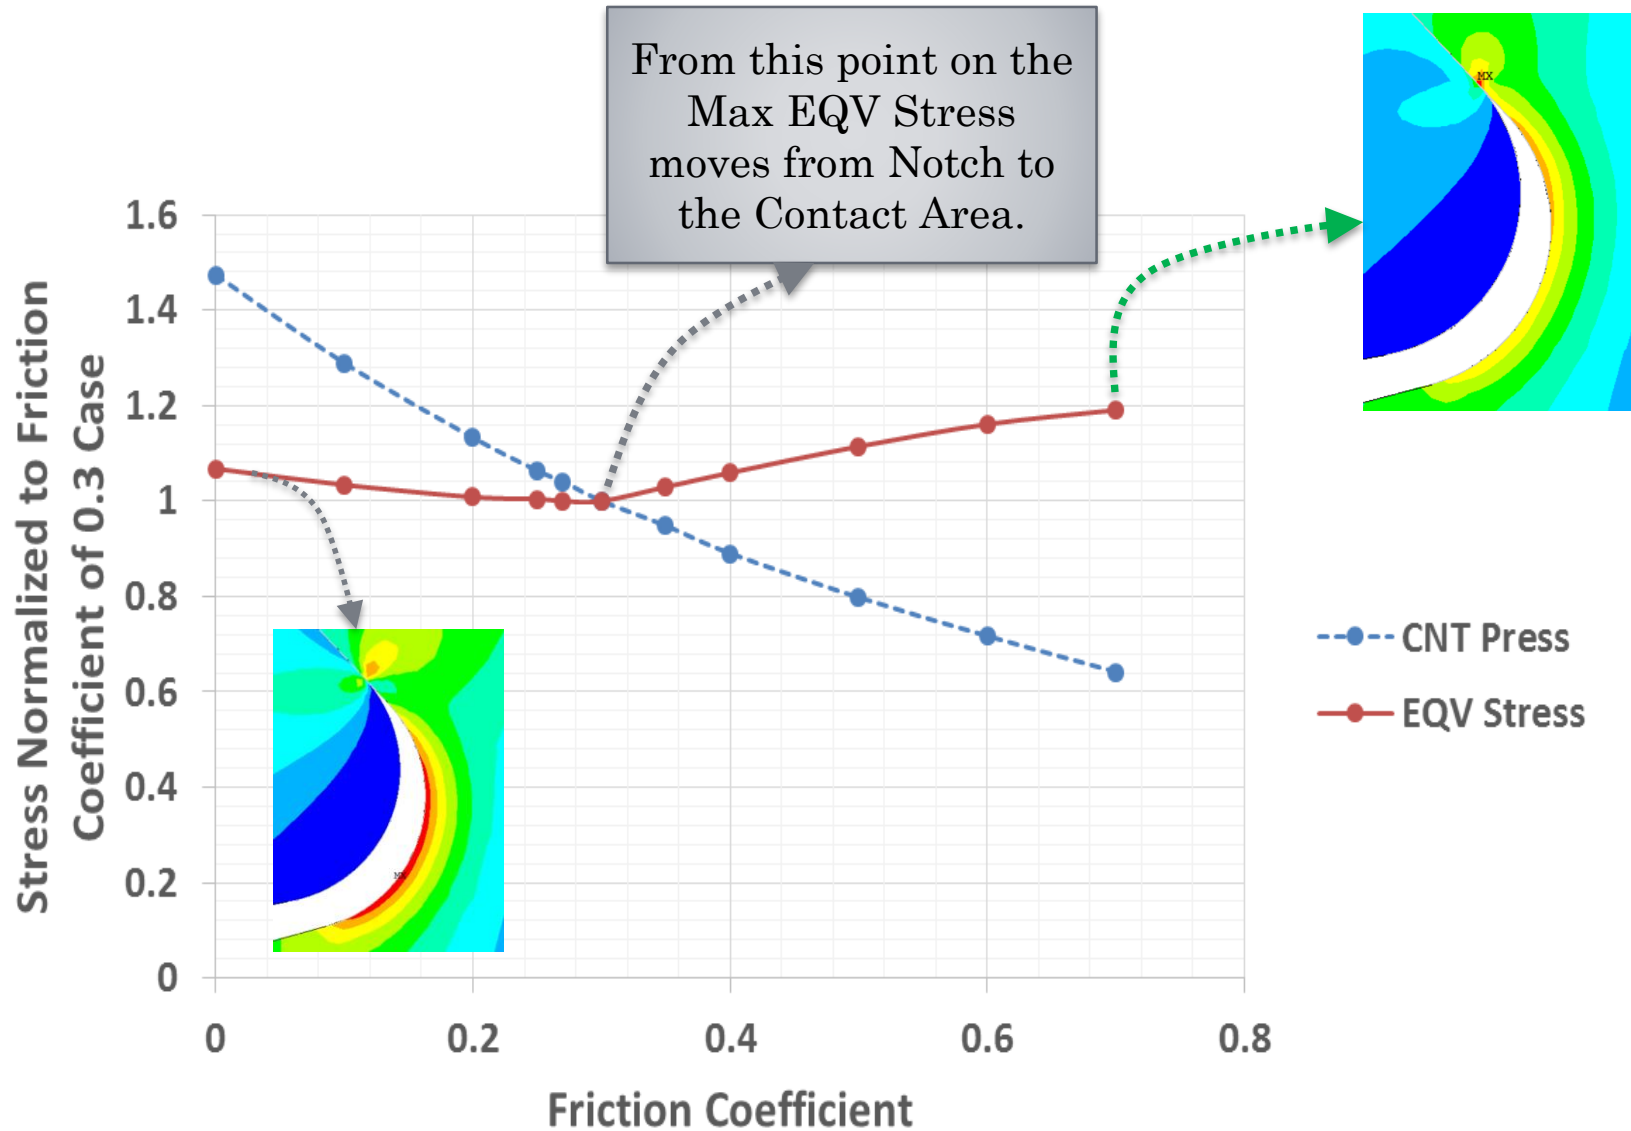 From this point on the
Max EQV Stress
moves from Notch to
the Contact Area.
MX
Stress Normalized to Friction
Coefficient of 0.3 Case
1.6
1.4
1.2
1
0.8
0.6
0.4
0.2
0
MX
CNT Press
EQV Stress
0
0.2
0.4
0.6
0.8
Friction Coefficient